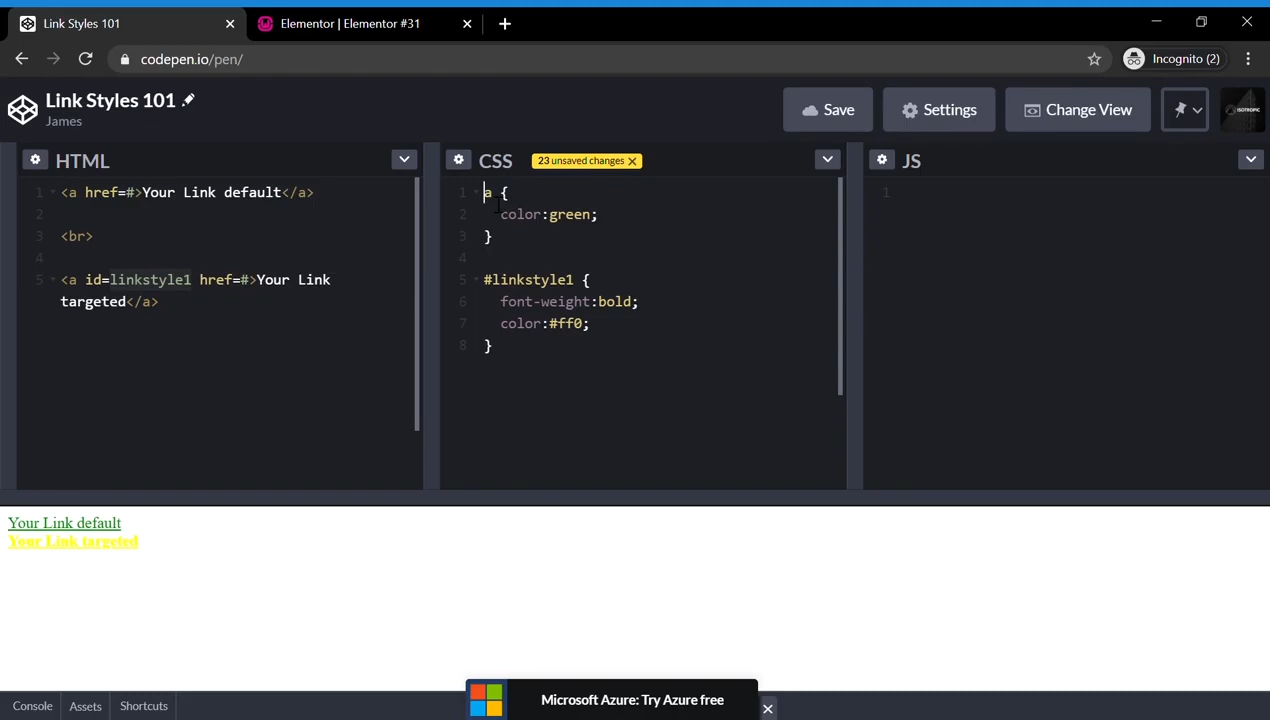 Link Styles 101
Elementor | Elementor #31
codepen.io/pen/
Incognito (2)
Link Styles 101
James
Save
Settings
Change View
ISOTROPIC
HTML
1 <a href=#>Your Link default</a>
2
3 <br>
4
5 <a id=linkstyle1 href=#>Your Link
targeted</a>
CSS
23 unsaved changes
1 a {
2 color:green;
3 }
4
5 #linkstyle1 {
6 font-weight:bold;
7 color:#ff0;
8 }
JS
1
Your Link default
Your Link targeted
Microsoft Azure: Try Azure free
Console
Assets
Shortcuts